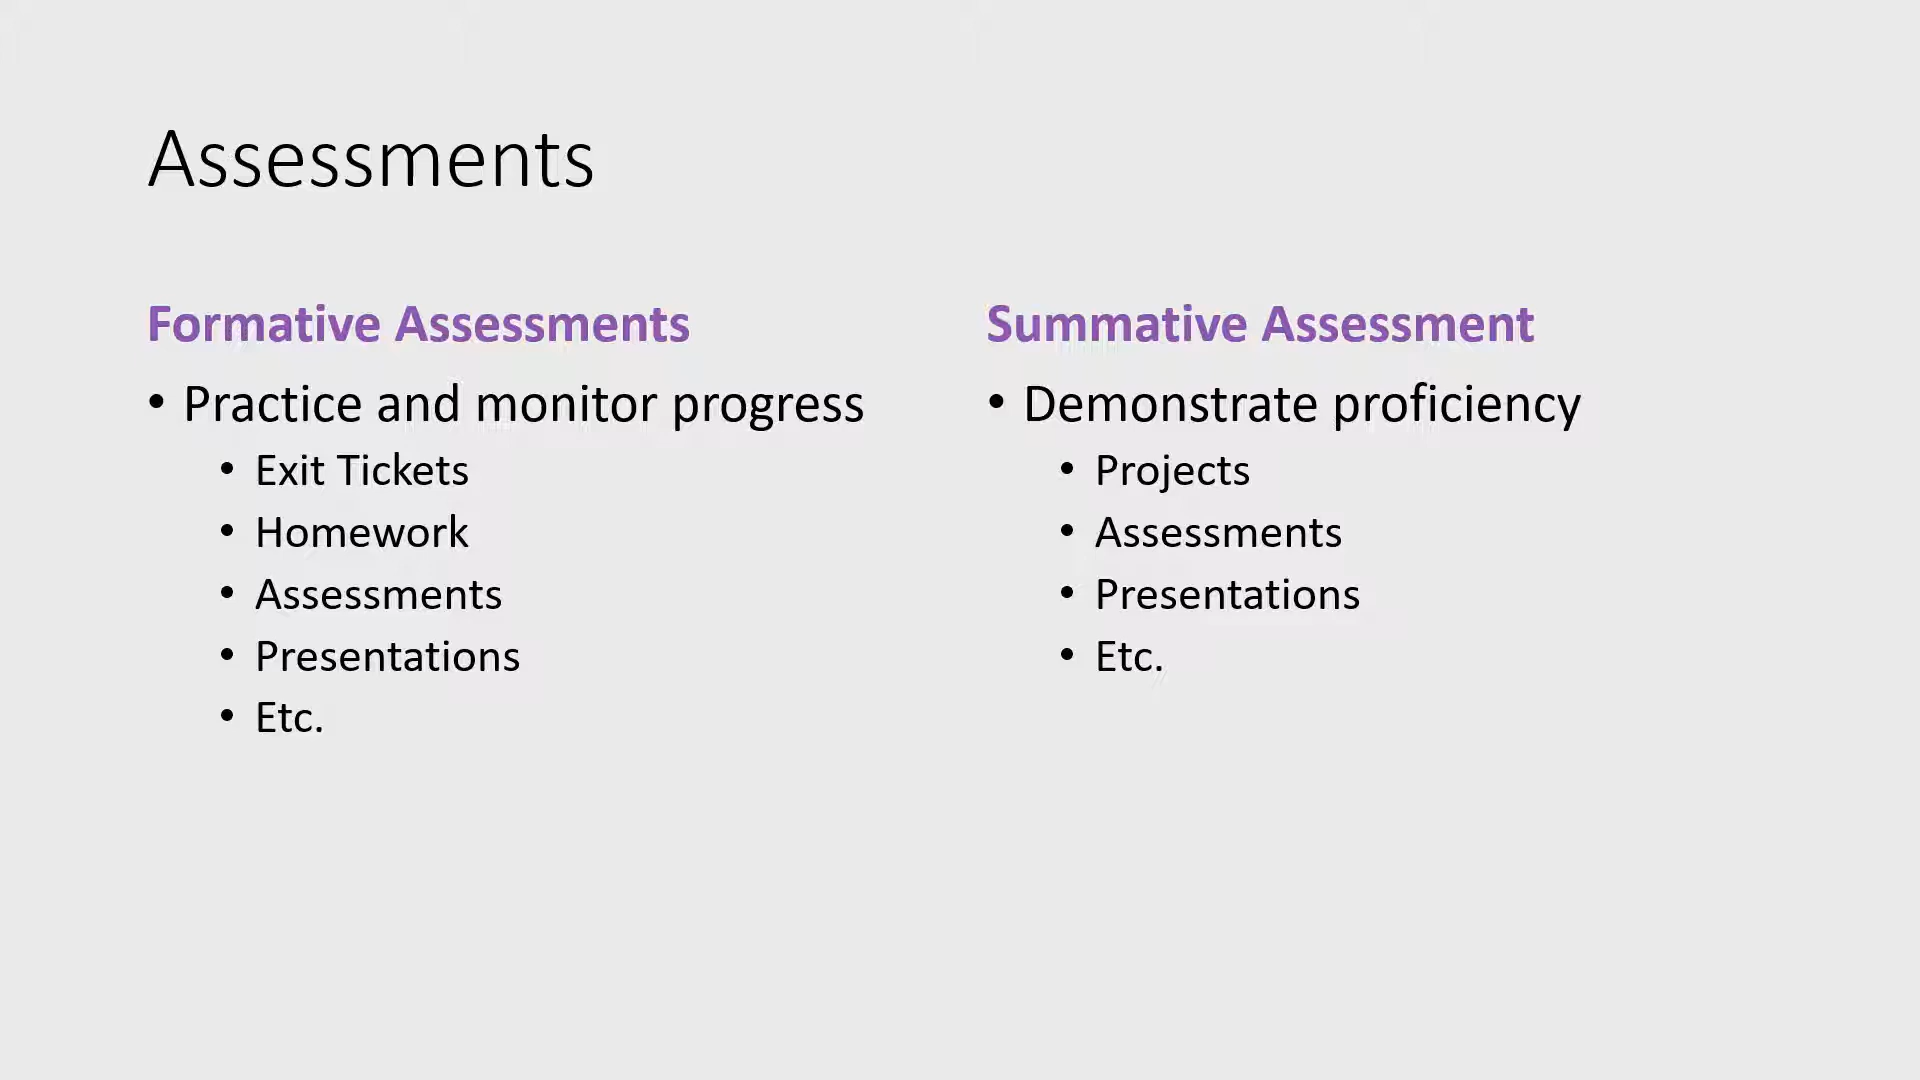 Assessments
Formative Assessments
• Practice and monitor progress
• Exit Tickets
• Homework
• Assessments
• Presentations
• Etc.
Summative Assessment
• Demonstrate proficiency
• Projects
• Assessments
• Presentations
• Etc.